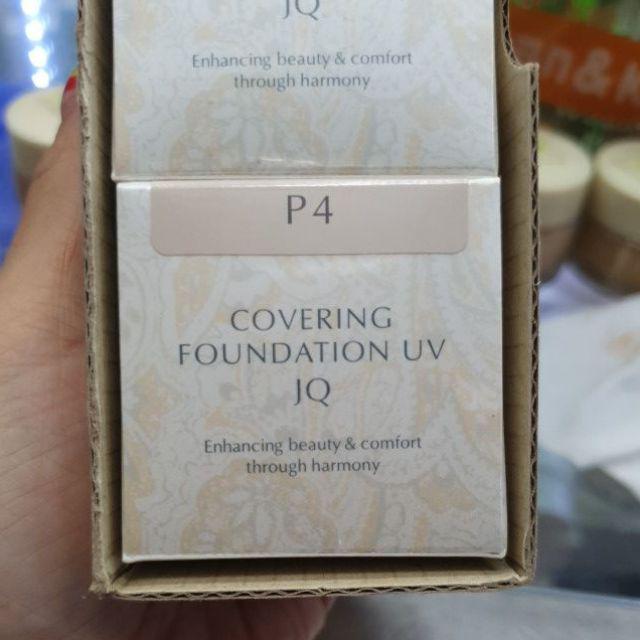 JQ
Enhancing beauty & comfort
through harmony
P4
COVERING
FOUNDATION UV
JQ
Enhancing beauty & comfort
through harmony